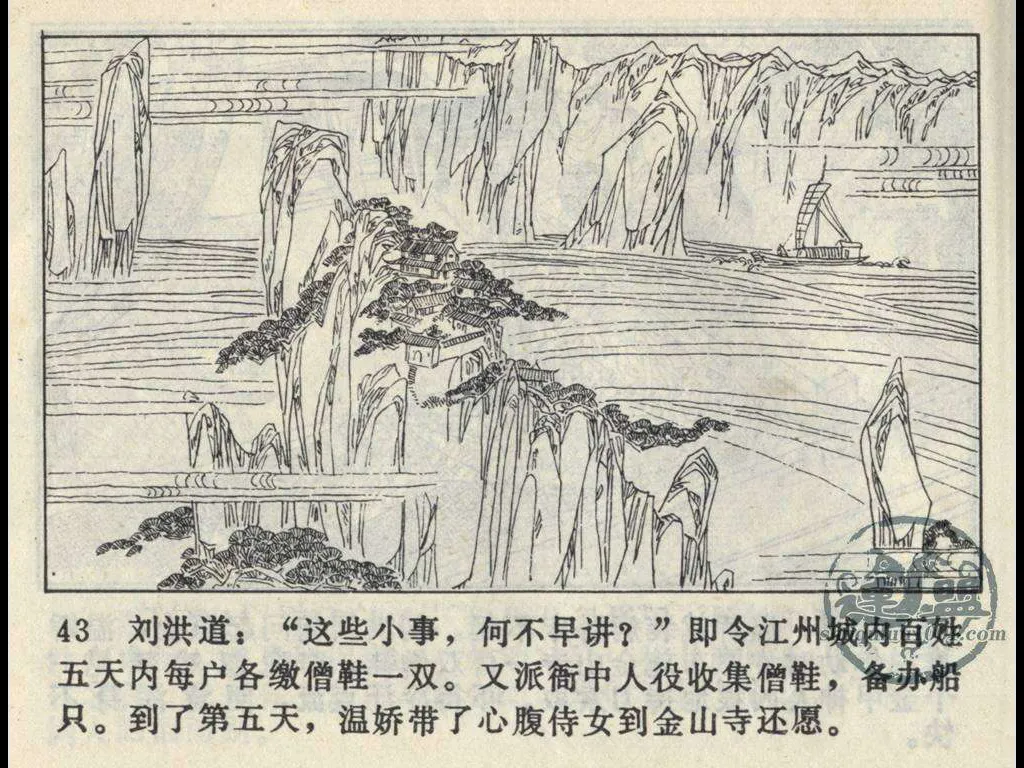 43 刘洪道：“这些小事，何不早讲？”即令江州城内百姓
五天内每户各缴僧鞋一双。又派衙中人役收集僧鞋，备办船
只。到了第五天，温娇带了心腹侍女到金山寺还愿。
连盟